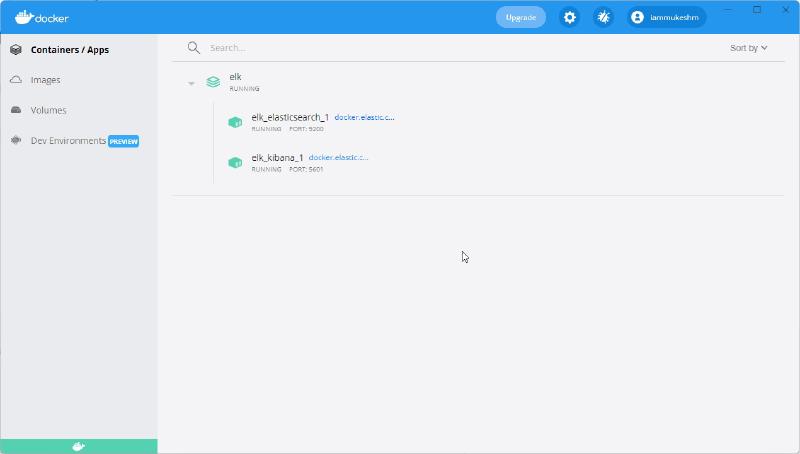 docker
Upgrade
iammukeshm
Containers / Apps
Images
Volumes
Dev Environments PREVIEW
Search...
Sort by
elk
RUNNING
elk_elasticsearch_1 docker.elastic.c...
RUNNING PORT: 9200
elk_kibana_1 docker.elastic.c...
RUNNING PORT: 5601